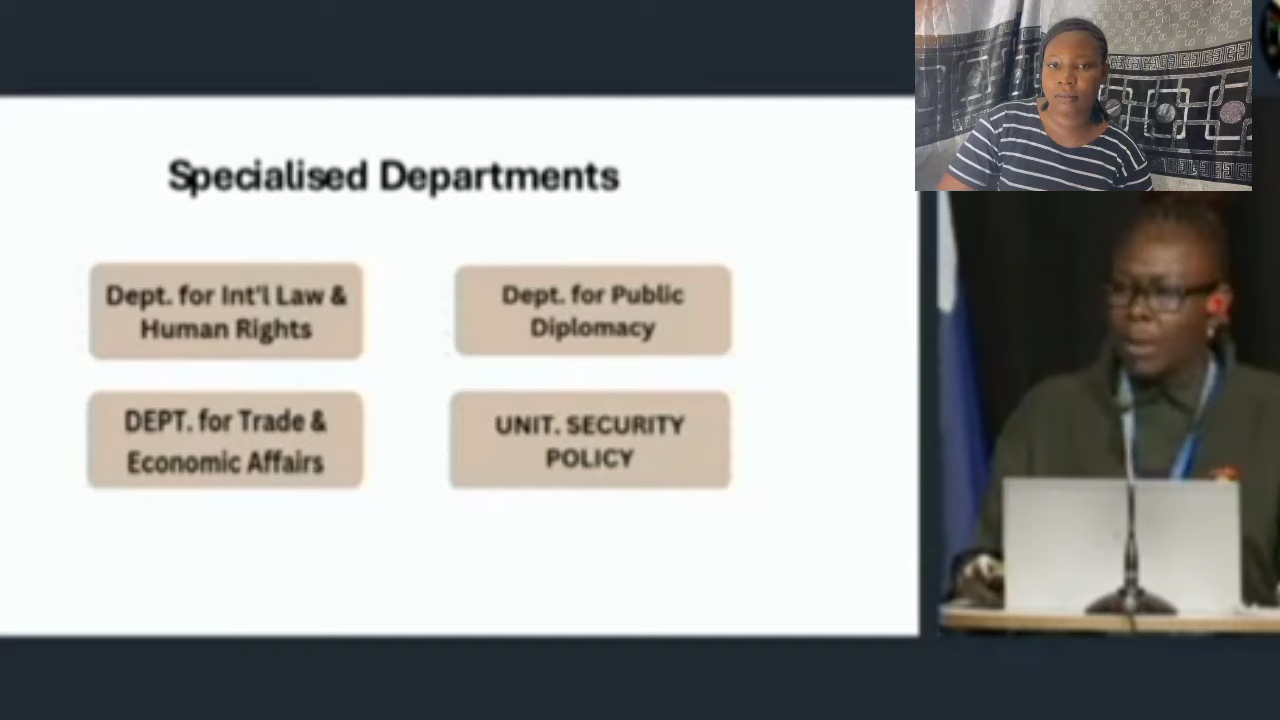 Specialised Departments
Dept. for Int'l Law &
Human Rights
Dept. for Public
Diplomacy
DEPT. for Trade &
Economic Affairs
UNIT. SECURITY
POLICY